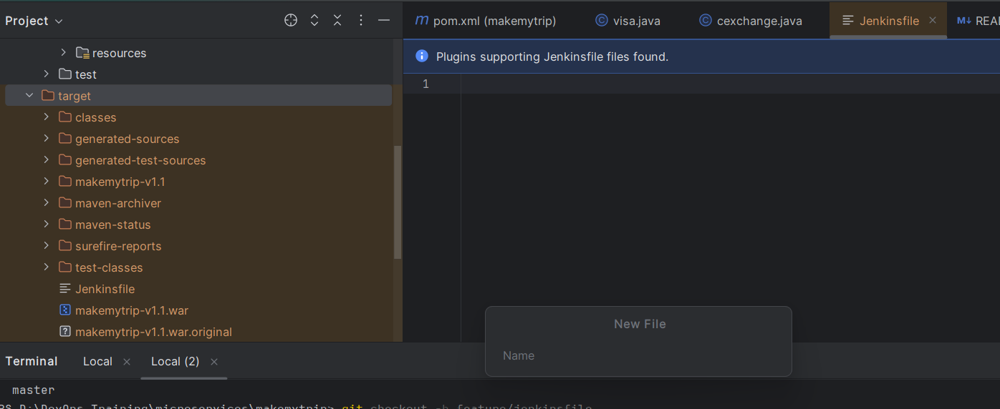 Project
pom.xml (makemytrip) visa.java cexchange.java Jenkinsfile REA
Plugins supporting Jenkinsfile files found.
1
resources
test
target
classes
generated-sources
generated-test-sources
makemytrip-v1.1
maven-archiver
maven-status
surefire-reports
test-classes
Jenkinsfile
makemytrip-v1.1.war
makemytrip-v1.1.war.original
New File
Name
Terminal Local Local (2)
master
PS D:\DevOps Training\microservices\makemytrip> git checkout -b feature/jenkinsfile